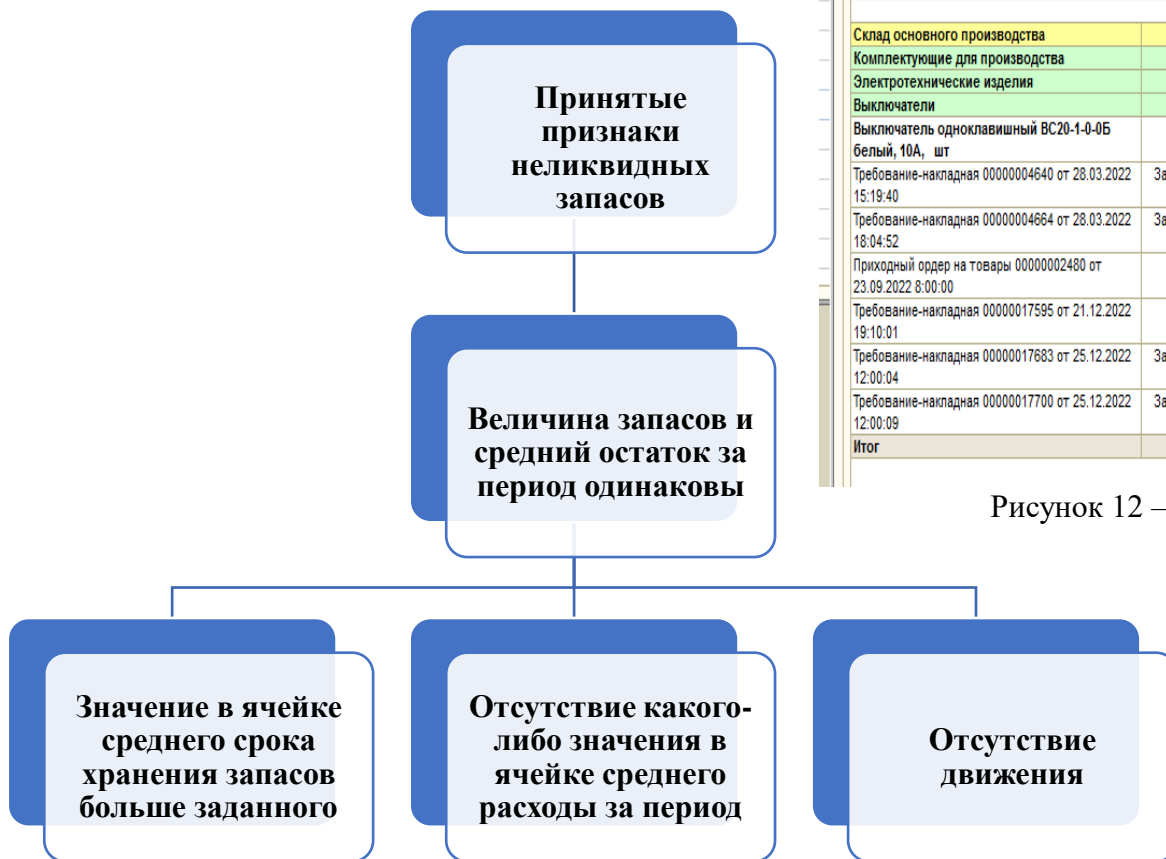 Принятые
признаки
неликвидных
запасов
Величина запасов и
средний остаток за
период одинаковы
Значение в ячейке
среднего срока
хранения запасов
больше заданного
Отсутствие какого-
либо значения в
ячейке среднего
расходы за период
Отсутствие
движения
Склад основного производства
Комплектующие для производства
Электротехнические изделия
Выключатели
Выключатель одноклавишный ВС20-1-0-0Б
белый, 10А, шт
Требование-накладная 00000004640 от 28.03.2022 За
15:19:40
Требование-накладная 00000004664 от 28.03.2022 За
18:04:52
Приходный ордер на товары 00000002480 от
23.09.2022 8:00:00
Требование-накладная 00000017595 от 21.12.2022
19:10:01
Требование-накладная 00000017683 от 25.12.2022 За
12:00:04
Требование-накладная 00000017700 от 25.12.2022 За
12:00:09
Итог
Рисунок 12 –